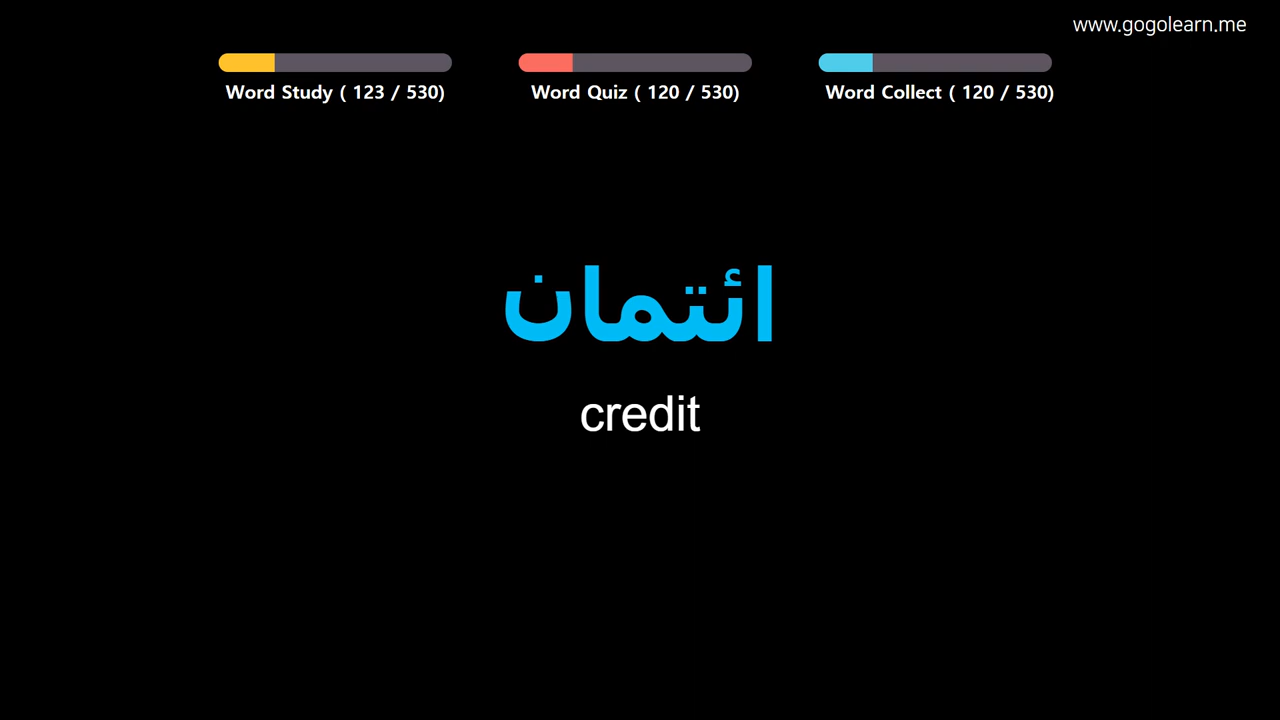 www.gogolearn.me
Word Study ( 123 / 530)
Word Quiz ( 120 / 530)
Word Collect ( 120 / 530)
ائتمان
credit